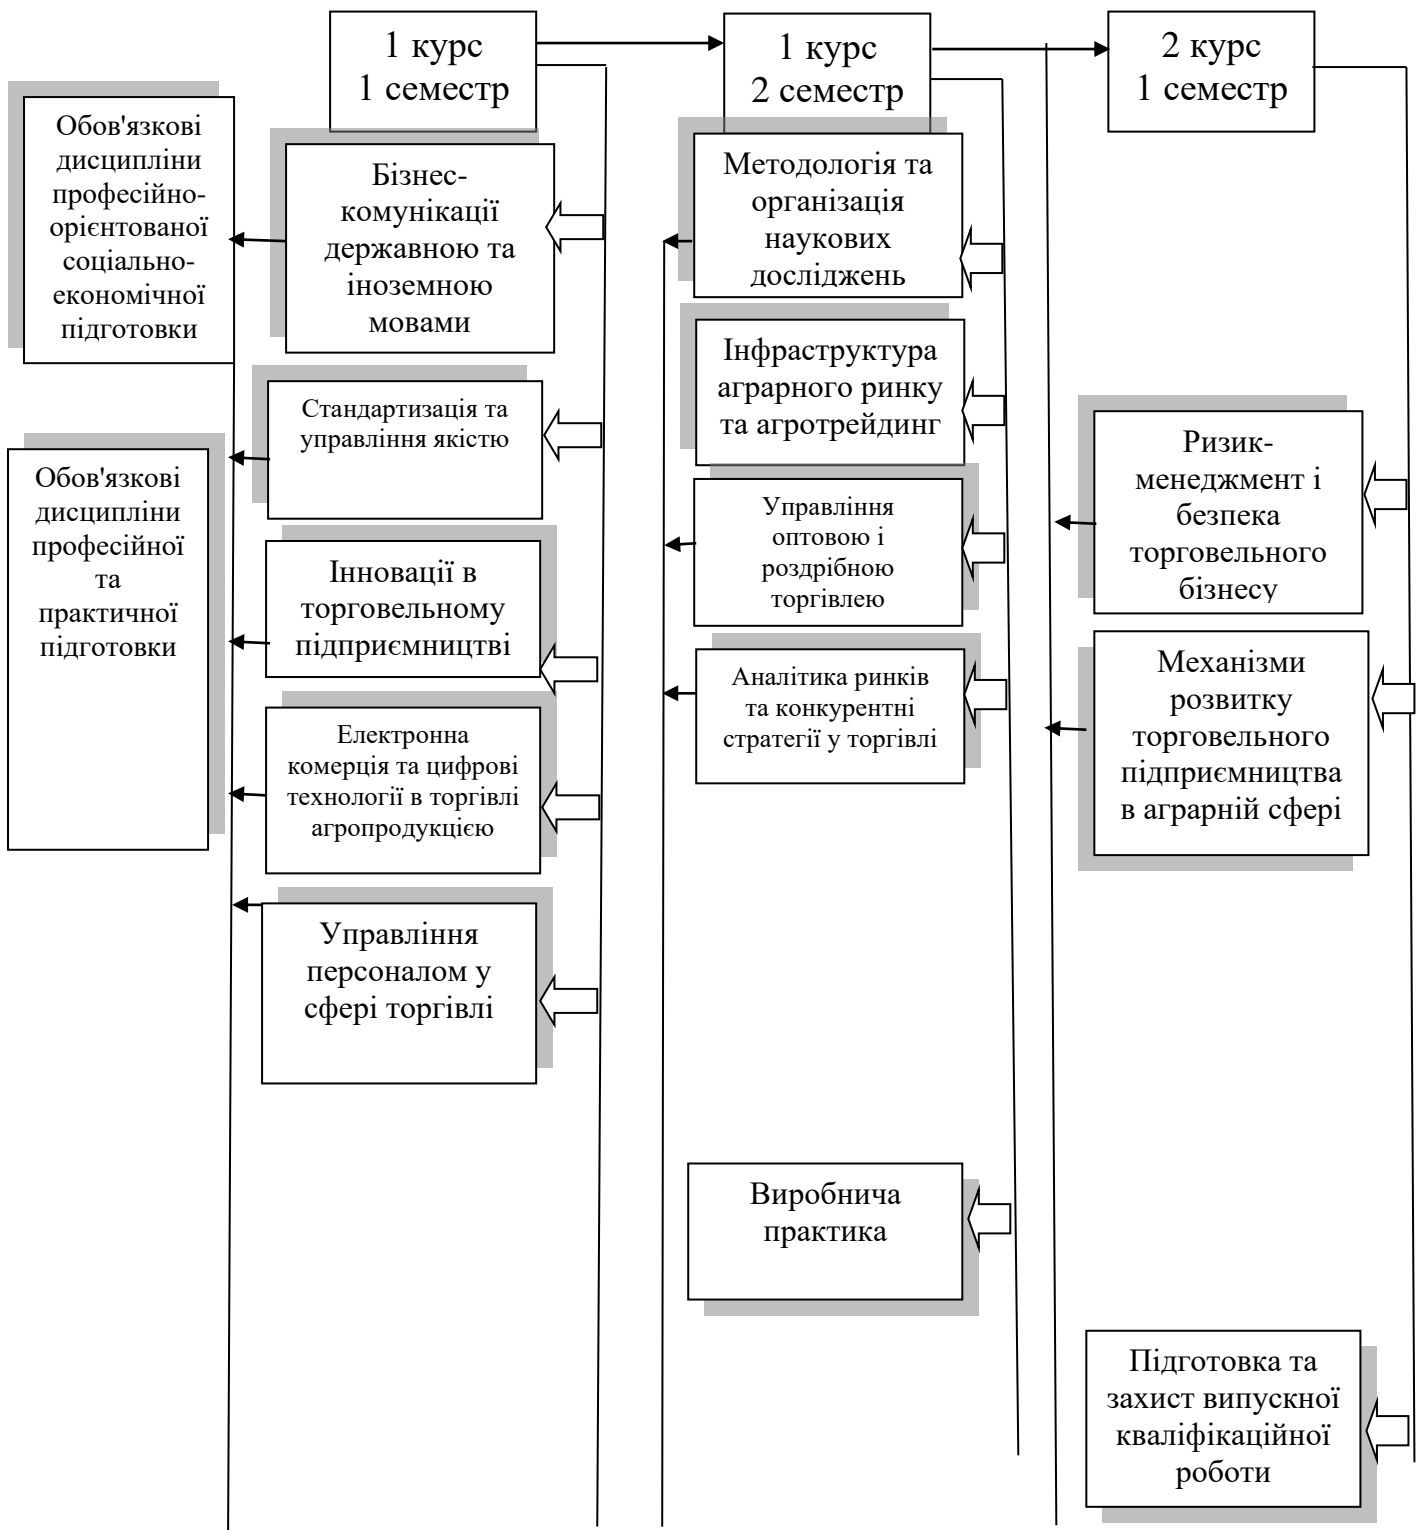 1 курс
1 семестр
1 курс
2 семестр
2 курс
1 семестр
Обов'язкові
дисципліни
професійно-
орієнтованої
соціально-
економічної
підготовки
Обов'язкові
дисципліни
професійної
та
практичної
підготовки
Бізнес-
комунікації
державною та
іноземною
мовами
Стандартизація та
управління якістю
Інновації в
торговельному
підприємництві
Електронна
комерція та цифрові
технології в торгівлі
агропродукцією
Управління
персоналом у
сфері торгівлі
Методологія та
організація
наукових
досліджень
Інфраструктура
аграрного ринку
та агротрейдинг
Управління
оптовою і
роздрібною
торгівлею
Аналітика ринків
та конкурентні
стратегії у торгівлі
Виробнича
практика
Ризик-
менеджмент і
безпека
торговельного
бізнесу
Механізми
розвитку
торговельного
підприємництва
в аграрній сфері
Підготовка та
захист випускної
кваліфікаційної
роботи